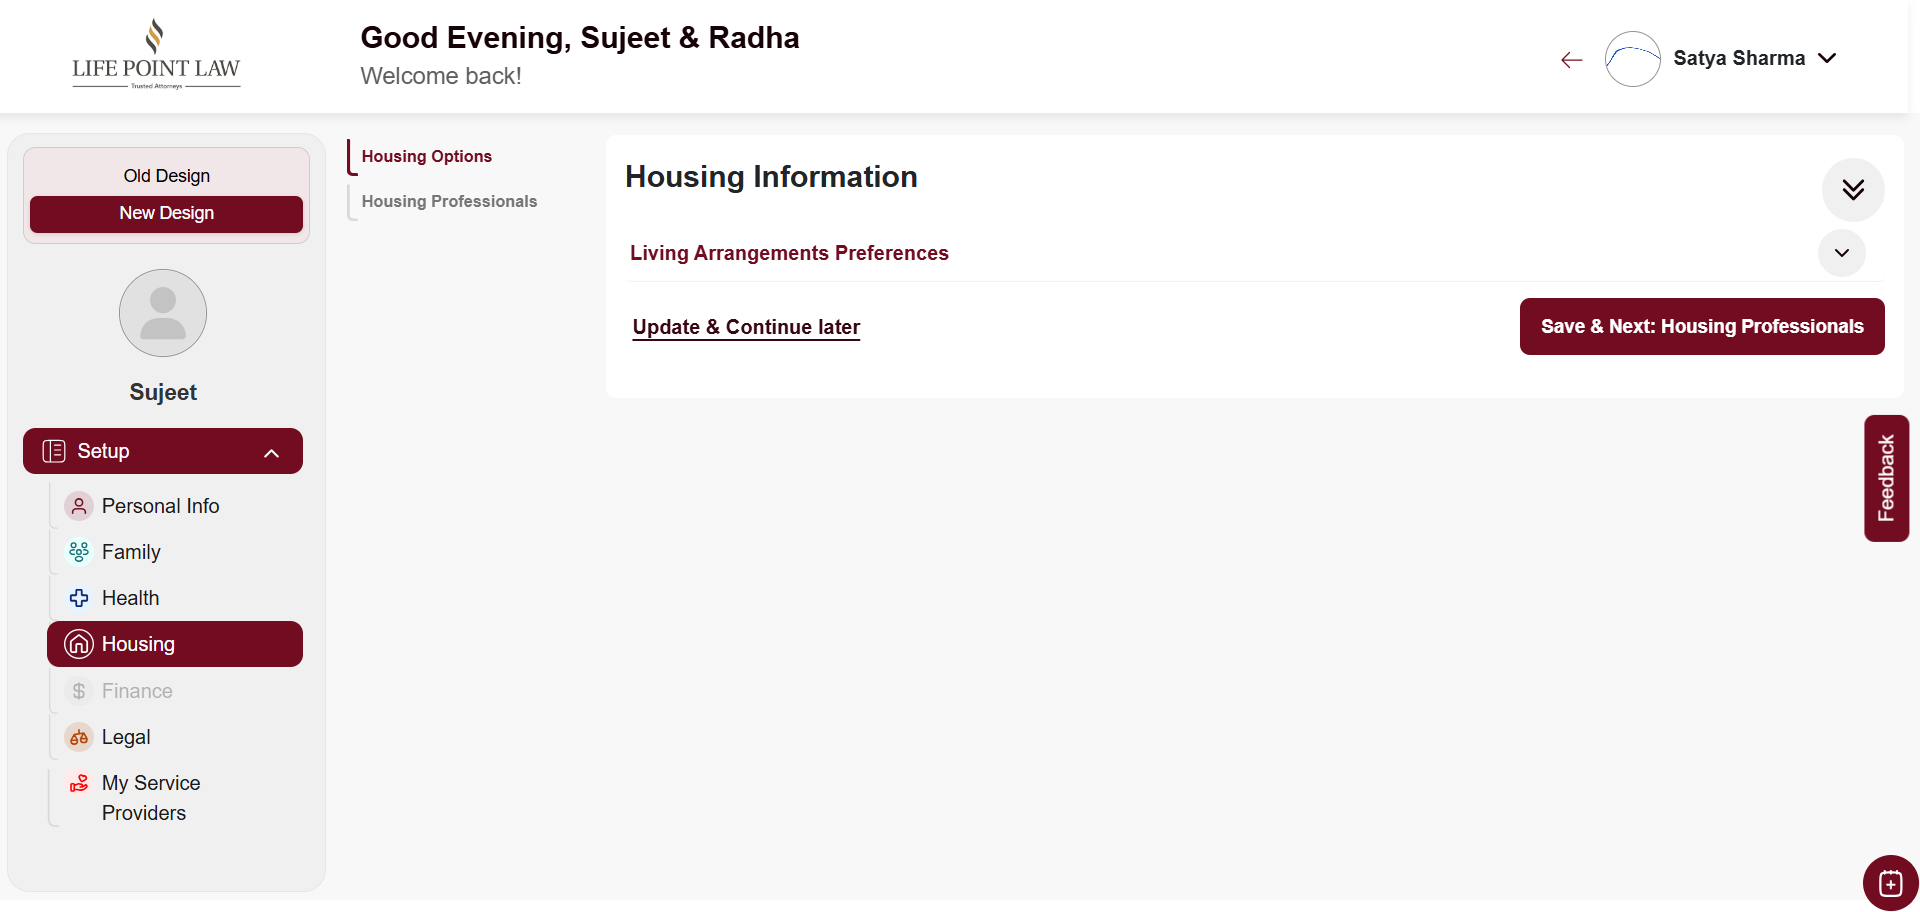 LIFE POINT LAW
Trusted Attorneys
Good Evening, Sujeet & Radha
Welcome back!
Satya Sharma
Old Design
New Design
Sujeet
Setup
Personal Info
Family
Health
Housing
Finance
Legal
My Service
Providers
Housing Options
Housing Professionals
Housing Information
Living Arrangements Preferences
Update & Continue later
Save & Next: Housing Professionals
Feedback